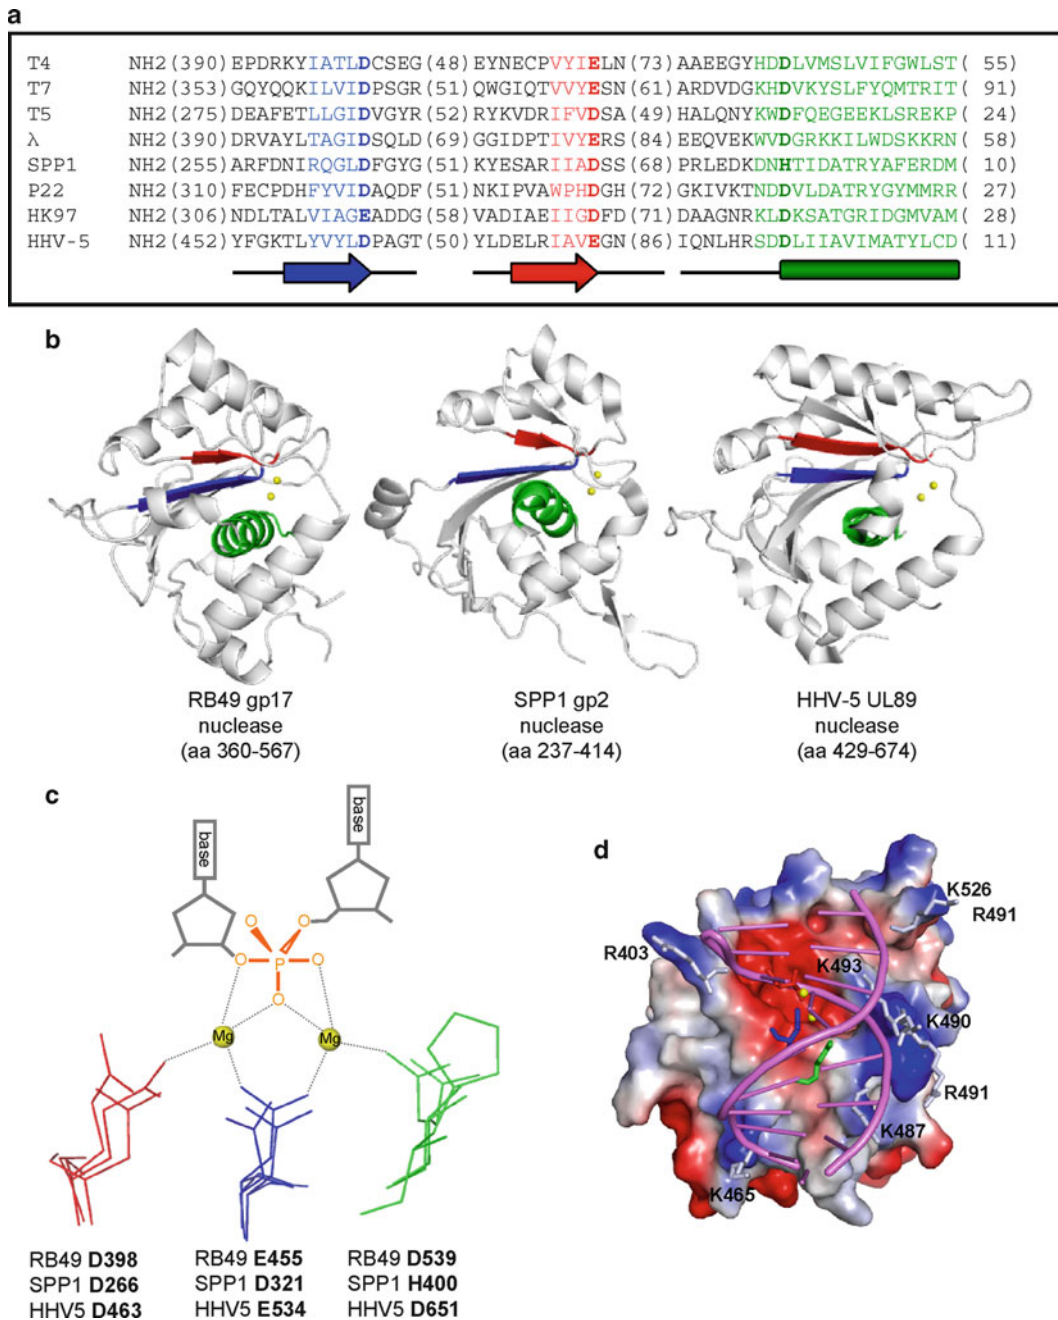 a
T4 NH2(390)EPDRKYIATLDCSEG(48)EYNECPVYIELN(73)AAEEGYHDDLVMSLVIFGWLST( 55)
T7 NH2(353)GQYQQKILVIDPSGR(51)QWGIQTVVYESN(61)ARDVDGKHDVKYSLFYQMTRIT(91)
T5 NH2(275)DEAFETLLGIDVGYR(52)RYKVDRIFVDSA(49)HALQNYKWDFQEGEEKLSREKP(24)
λ NH2(390)DRVAYLTAGIDSQLD(69)GGIDPTIVYERS(84)EEQVEKWVDGRKKILWDSKKRN(58)
SPP1 NH2(255)ARFDNIRQGLDFGYG(51)KYESARIIADSS(68)PRLEDKDNHTIDATRYAFERDM(10)
P22 NH2(310)FECPDHFYVIDAQDF(51)NKIPVAWPHDGH(72)GKIVKTNDDVLDATRYGYMMRR(27)
HK97 NH2(306)NDLTALVIAGEADDG(58)VADIAEIIGDFD(71)DAAGNRKLDKSATGRIDGMVAM(28)
HHV-5 NH2(452)YFGKTLYVYLDPAGT(50)YLDELRIAVEGN(86)IQNLHRSDDLIIAVIMATYLCD( 11)
b
RB49 gp17
nuclease
(aa 360-567)
SPP1 gp2
nuclease
(aa 237-414)
HHV-5 UL89
nuclease
(aa 429-674)
c
base
base
O
O
O
P
O
O
Mg
Mg
RB49 D398
SPP1 D266
HHV5 D463
RB49 E455
SPP1 D321
HHV5 E534
RB49 D539
SPP1 H400
HHV5 D651
d
K526
R491
R403
K493
K490
R491
K487
K465